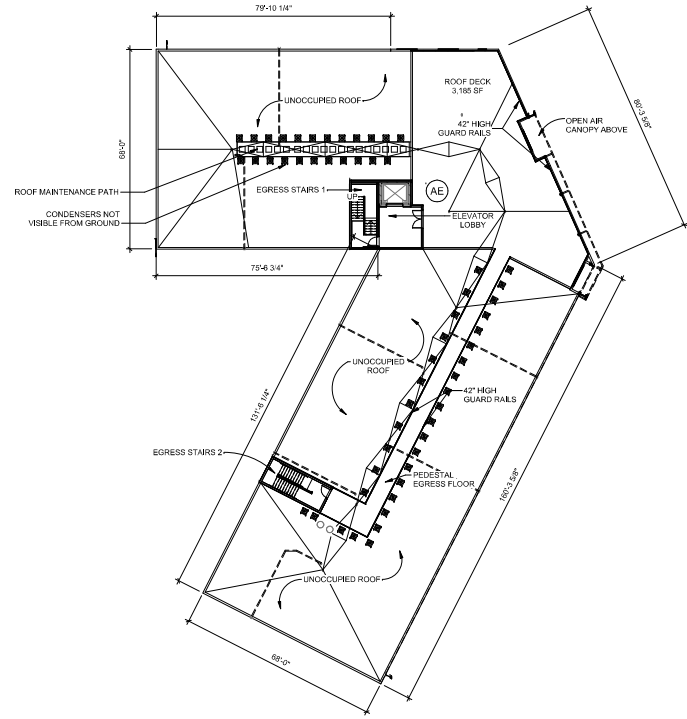 79'-10 1/4"
ROOF DECK
3,185 SF
80'-3 5/8"
UNOCCUPIED ROOF
42" HIGH
GUARD RAILS
OPEN AIR
CANOPY ABOVE
68'-0"
ROOF MAINTENANCE PATH
EGRESS STAIRS 1
UP
AE
CONDENSERS NOT
VISIBLE FROM GROUND
ELEVATOR
LOBBY
75'-6 3/4"
UNOCCUPIED
ROOF
131'-6 1/4"
42" HIGH
GUARD RAILS
EGRESS STAIRS 2
PEDESTAL
EGRESS FLOOR
160'-3 5/8"
UNOCCUPIED ROOF
68'-0"